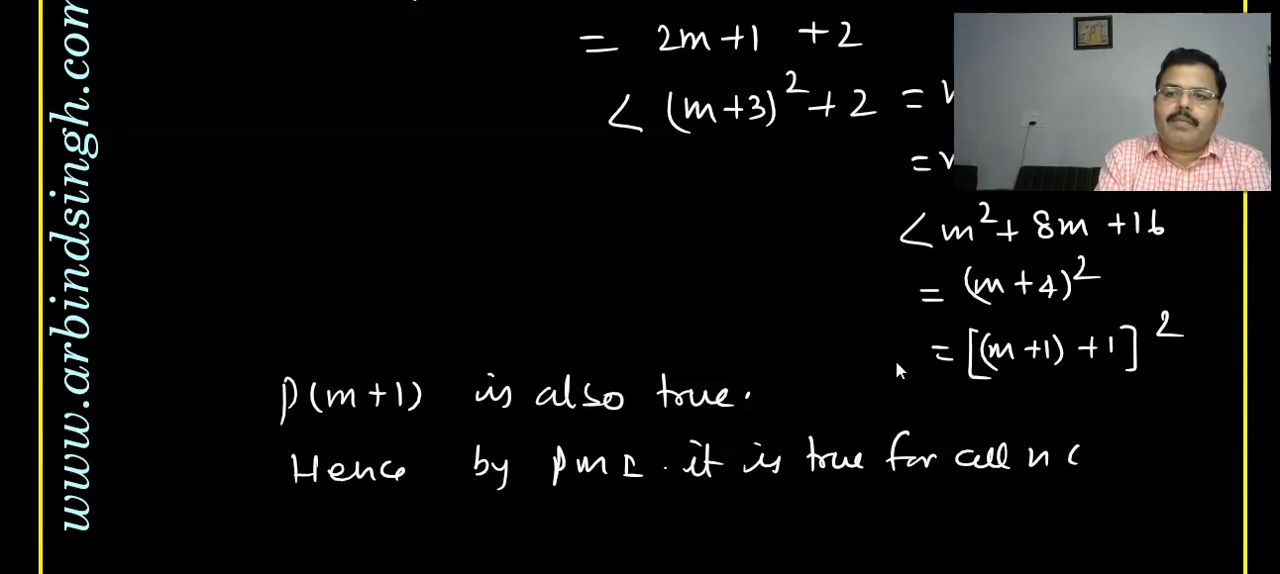 = 2m+1 +2
< (m+3)² + 2 =
=
< m² + 8m + 16
= (m+4)²
= [(m+1) + 1]²
P(m+1) is also true.
Hence by PMI. it is true for all n (
www.arbindsingh.com